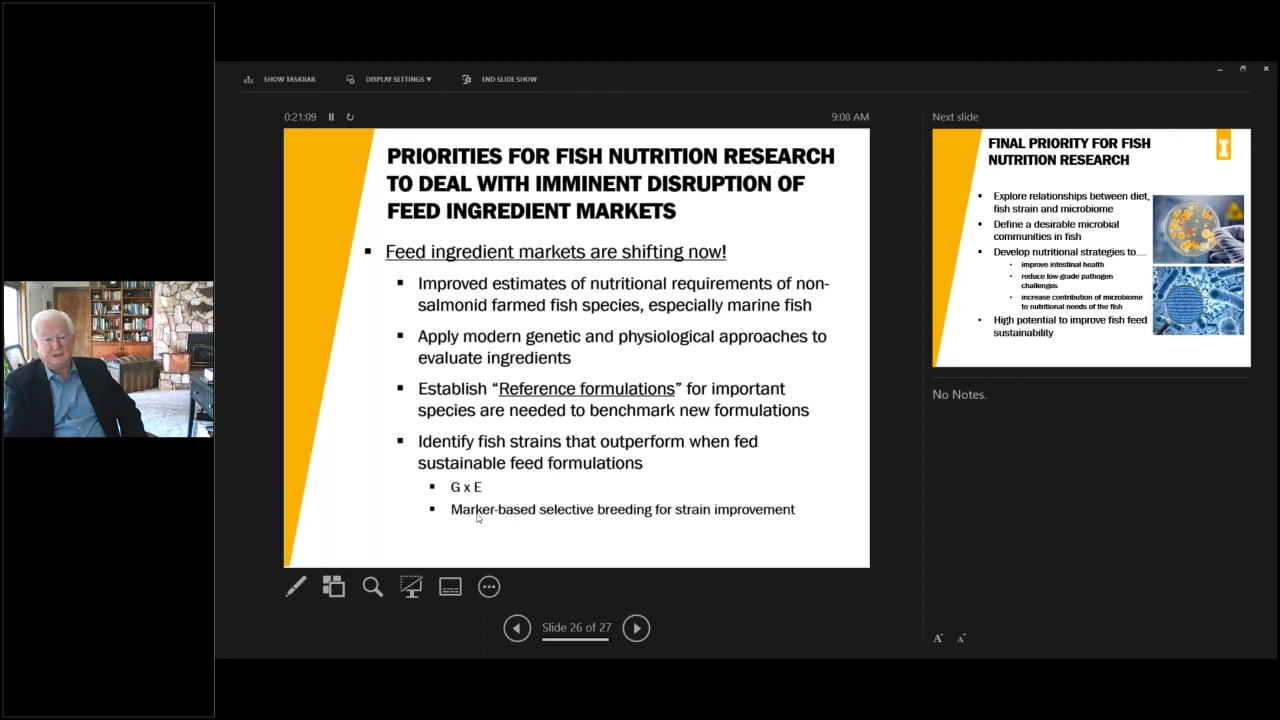 SHOW TASKBAR
DISPLAY SETTINGS ▼
END SLIDE SHOW
0:21:09
9:08 AM
PRIORITIES FOR FISH NUTRITION RESEARCH
TO DEAL WITH IMMINENT DISRUPTION OF
FEED INGREDIENT MARKETS
▪ Feed ingredient markets are shifting now!
▪ Improved estimates of nutritional requirements of non-
salmonid farmed fish species, especially marine fish
▪ Apply modern genetic and physiological approaches to
evaluate ingredients
▪ Establish “Reference formulations” for important
species are needed to benchmark new formulations
▪ Identify fish strains that outperform when fed
sustainable feed formulations
▪ G x E
▪ Marker-based selective breeding for strain improvement
Slide 26 of 27
Next slide
FINAL PRIORITY FOR FISH
NUTRITION RESEARCH
I
▪ Explore relationships between diet,
fish strain and microbiome
▪ Define a desirable microbial
communities in fish
▪ Develop nutritional strategies to....
• improve intestinal health
• reduce low-grade pathogen
challenges
• increase contribution of microbiome
to nutritional needs of the fish
• High potential to improve fish feed
sustainability
No Notes.
A A